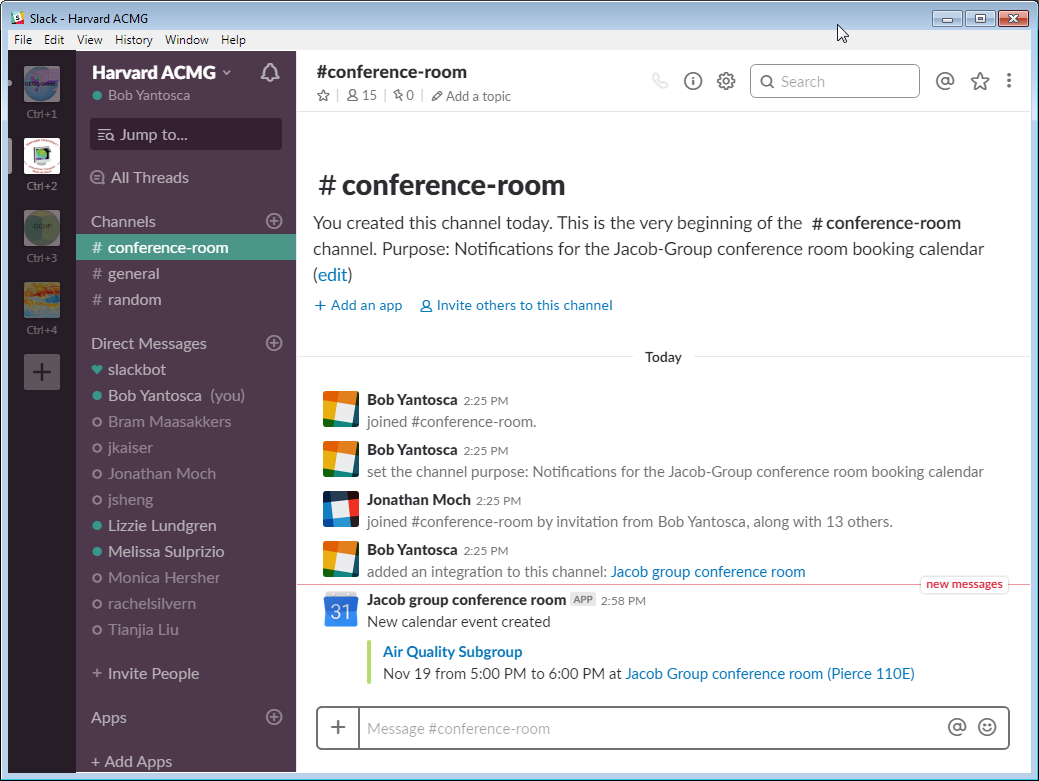 Slack - Harvard ACMG
File Edit View History Window Help
Ctrl+1
Ctrl+2
Ctrl+3
Ctrl+4
Harvard ACMG
Bob Yantosca
Jump to...
All Threads
Channels
# conference-room
# general
# random
Direct Messages
slackbot
Bob Yantosca (you)
Bram Maasakkers
jkaiser
Jonathan Moch
jsheng
Lizzie Lundgren
Melissa Sulprizio
Monica Hersher
rachelsilvern
Tianjia Liu
+ Invite People
Apps
+ Add Apps
#conference-room
15 | 0 | Add a topic
Search
# conference-room
You created this channel today. This is the very beginning of the # conference-room
channel. Purpose: Notifications for the Jacob-Group conference room booking calendar
(edit)
+ Add an app Invite others to this channel
Today
Bob Yantosca 2:25 PM
joined #conference-room.
Bob Yantosca 2:25 PM
set the channel purpose: Notifications for the Jacob-Group conference room booking calendar
Jonathan Moch 2:25 PM
joined #conference-room by invitation from Bob Yantosca, along with 13 others.
Bob Yantosca 2:25 PM
added an integration to this channel: Jacob group conference room
new messages
31
Jacob group conference room APP 2:58 PM
New calendar event created
Air Quality Subgroup
Nov 19 from 5:00 PM to 6:00 PM at Jacob Group conference room (Pierce 110E)
Message #conference-room